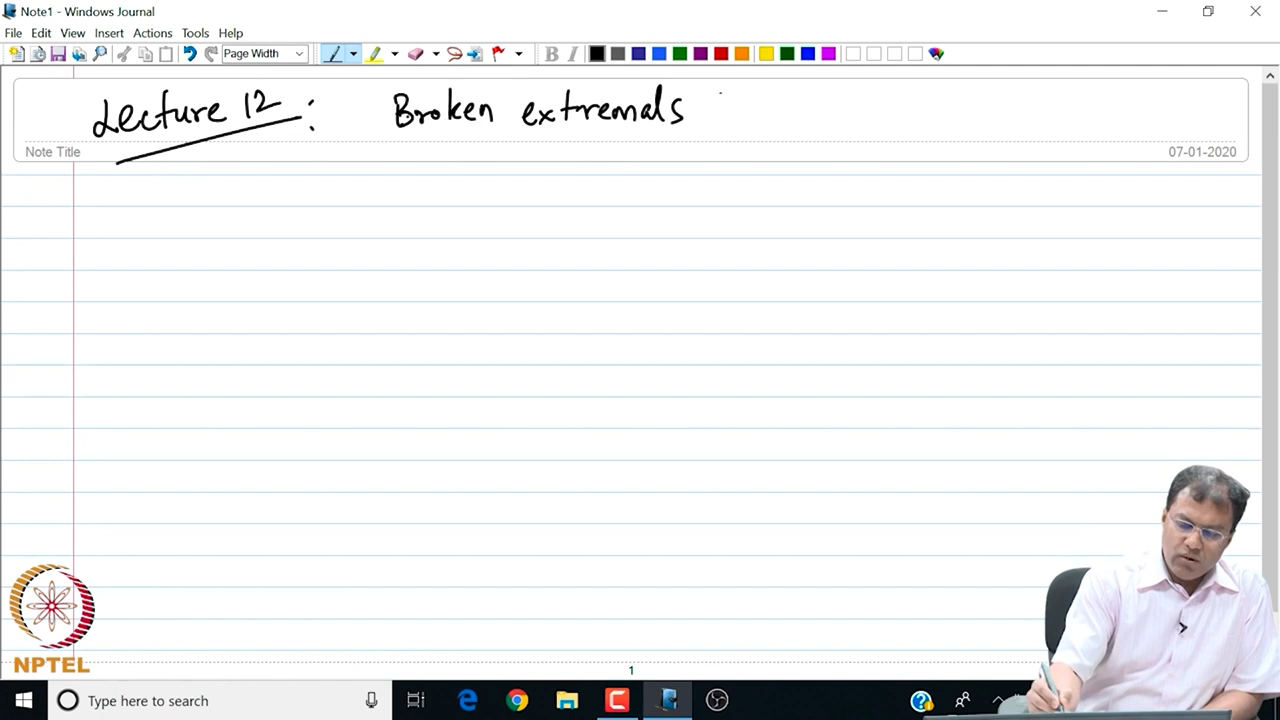 Note1 - Windows Journal
File Edit View Insert Actions Tools Help
Page Width
B I
Lecture 12 : Broken extremals
Note Title
07-01-2020
NPTEL
1
Type here to search